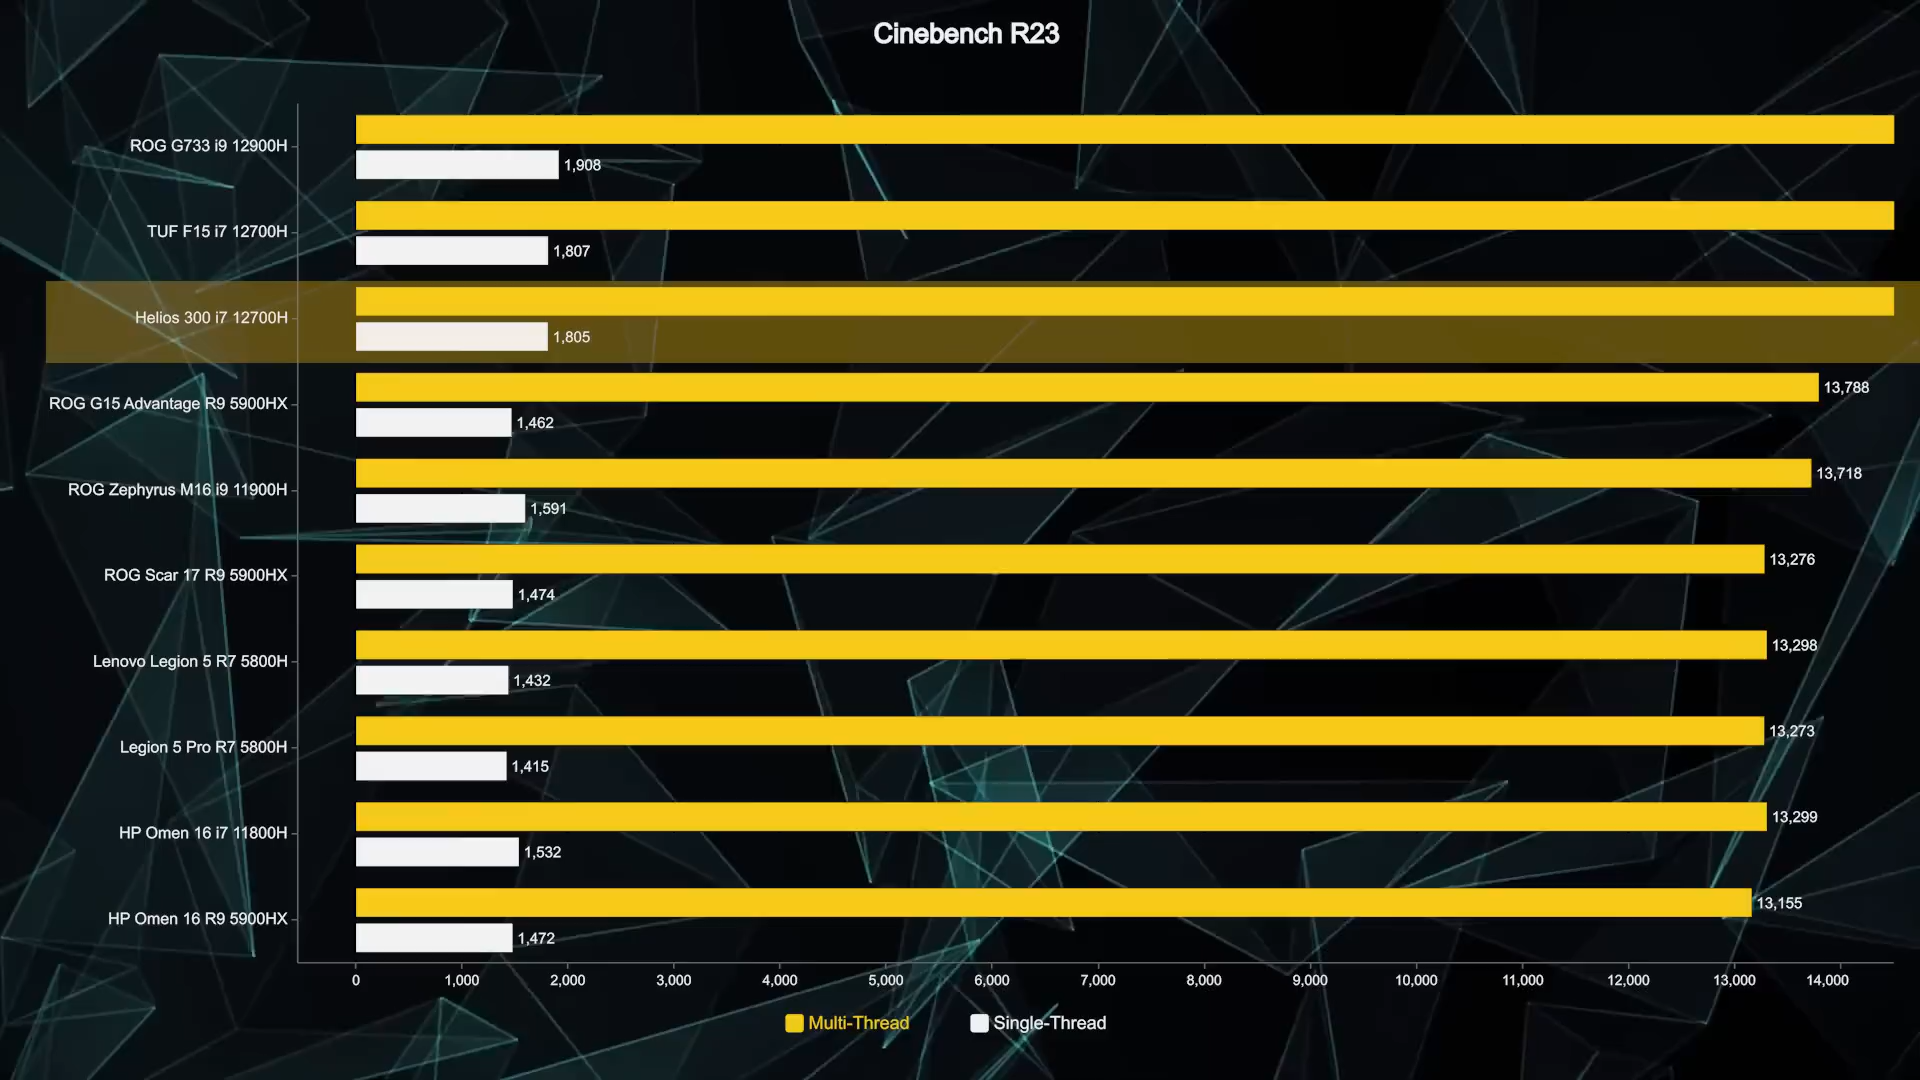 Cinebench R23
ROG G733 i9 12900H
1,908
TUF F15 i7 12700H
1,807
Helios 300 i7 12700H
1,805
ROG G15 Advantage R9 5900HX
13,788
1,462
ROG Zephyrus M16 i9 11900H
13,718
1,591
ROG Scar 17 R9 5900HX
13,276
1,474
Lenovo Legion 5 R7 5800H
13,298
1,432
Legion 5 Pro R7 5800H
13,273
1,415
HP Omen 16 i7 11800H
13,299
1,532
HP Omen 16 R9 5900HX
13,155
1,472
0 1,000 2,000 3,000 4,000 5,000 6,000 7,000 8,000 9,000 10,000 11,000 12,000 13,000 14,000
Multi-Thread Single-Thread